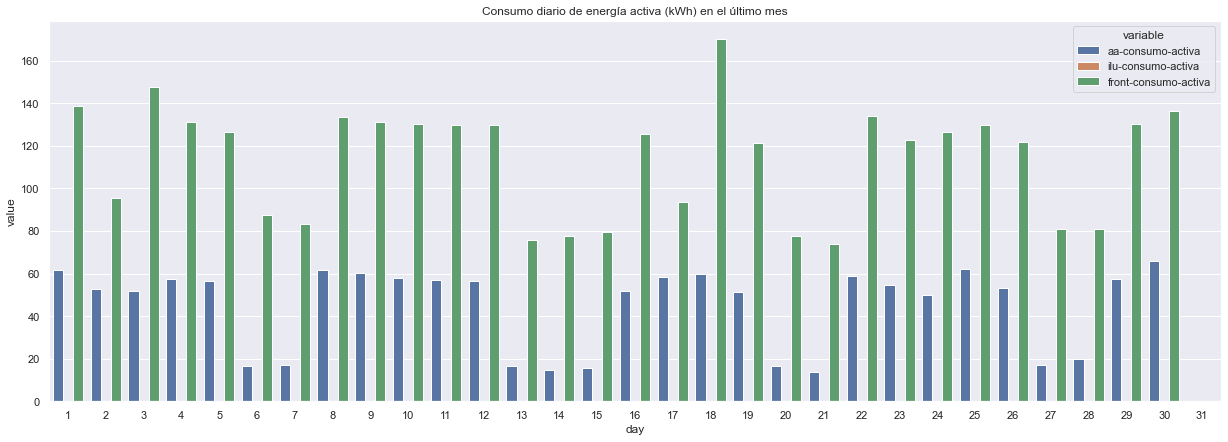 Consumo diario de energía activa (kWh) en el último mes
variable
aa-consumo-activa
ilu-consumo-activa
front-consumo-activa
160
140
120
100
80
60
40
20
0
value
1 2 3 4 5 6 7 8 9 10 11 12 13 14 15 16 17 18 19 20 21 22 23 24 25 26 27 28 29 30 31
day